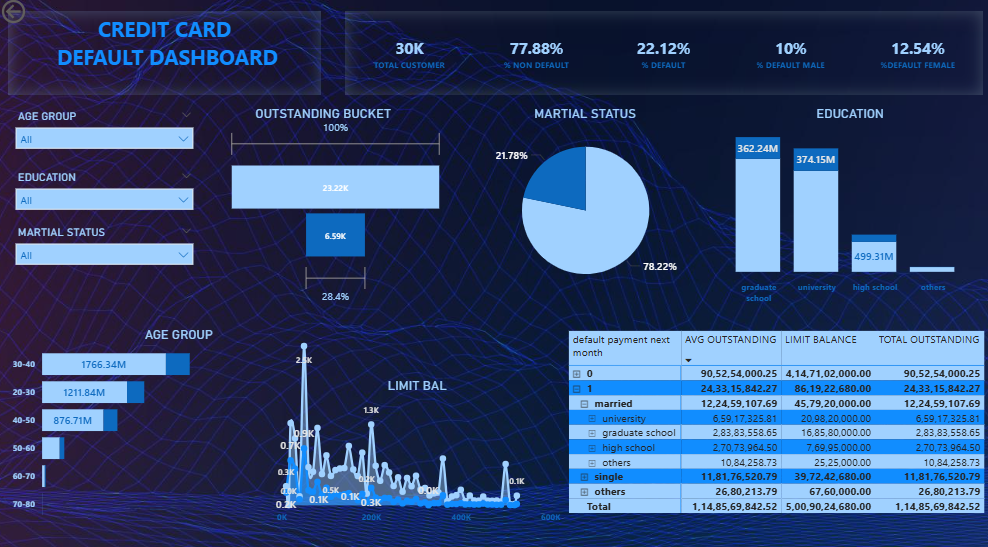 CREDIT CARD
DEFAULT DASHBOARD
30K
TOTAL CUSTOMER
77.88%
% NON DEFAULT
22.12%
% DEFAULT
10%
% DEFAULT MALE
12.54%
%DEFAULT FEMALE
AGE GROUP
All
EDUCATION
All
MARTIAL STATUS
All
OUTSTANDING BUCKET
100%
23.22K
6.59K
28.4%
MARTIAL STATUS
21.78%
78.22%
EDUCATION
362.24M
374.15M
499.31M
graduate
school
university
high school
others
AGE GROUP
30-40
1766.34M
20-30
1211.84M
40-50
876.71M
50-60
60-70
70-80
LIMIT BAL
1.3K
0.9K
0.3K
0.5K
0.1K
0.1K
0.3K
0.1K
0K
200K
400K
600K
default payment next
month
AVG OUTSTANDING
LIMIT BALANCE
TOTAL OUTSTANDING
0 90,52,54,000.25 4,14,71,02,000.00 90,52,54,000.25
1 24,33,15,842.27 86,19,22,680.00 24,33,15,842.27
married 12,24,59,107.69 45,79,20,000.00 12,24,59,107.69
university 6,59,17,325.81 20,98,20,000.00 6,59,17,325.81
graduate school 2,83,83,558.65 16,85,80,000.00 2,83,83,558.65
high school 2,70,73,964.50 7,69,95,000.00 2,70,73,964.50
others 10,84,258.73 25,25,000.00 10,84,258.73
single 11,81,76,520.79 39,72,42,680.00 11,81,76,520.79
others 26,80,213.79 67,60,000.00 26,80,213.79
Total 1,14,85,69,842.52 5,00,90,24,680.00 1,14,85,69,842.52